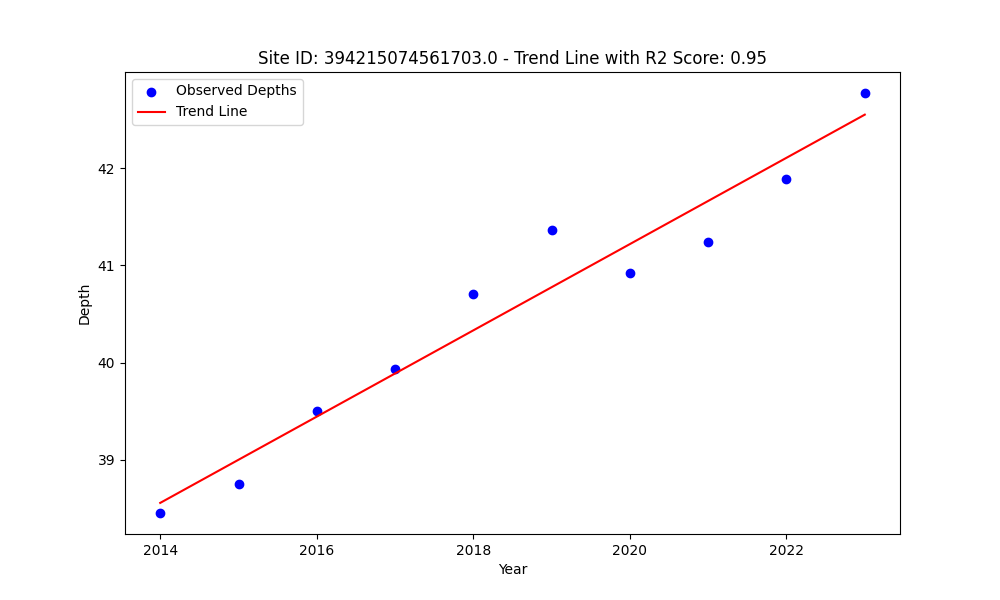 Site ID: 394215074561703.0 - Trend Line with R2 Score: 0.95
Observed Depths
Trend Line
42
41
40
39
Depth
2014 2016 2018 2020 2022
Year